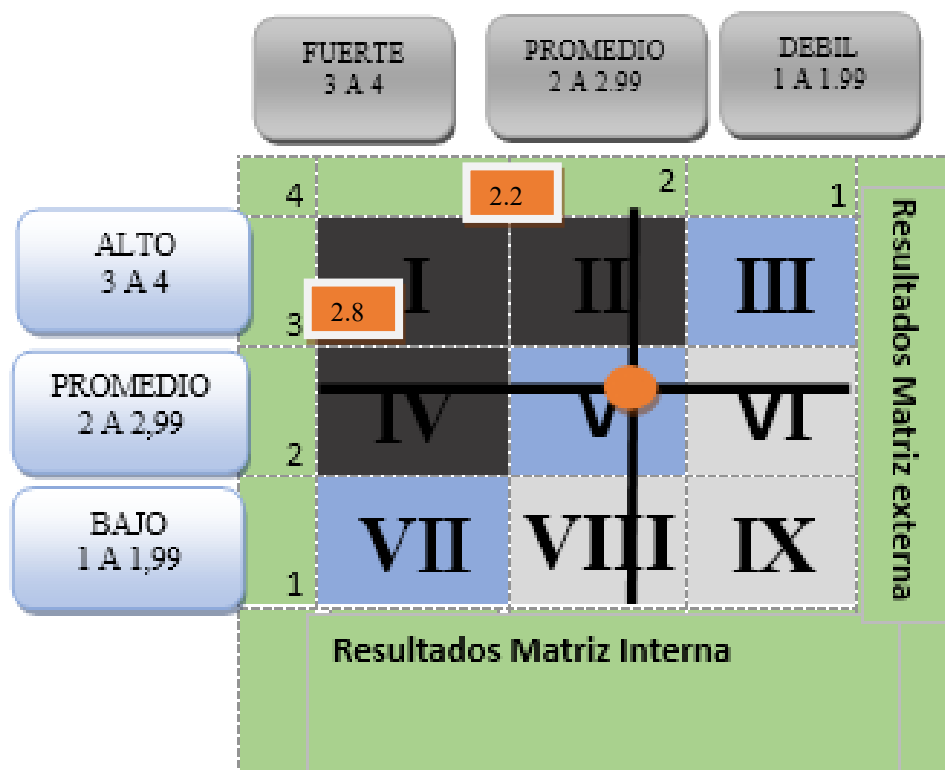 FUERTE
3 A 4
PROMEDIO
2 A 2.99
DEBIL
1 A 1.99
4
2.2
2
1
ALTO
3 A 4
I
II
III
2.8
3
PROMEDIO
2 A 2,99
IV
V
VI
2
BAJO
1 A 1,99
VII
VIII
IX
1
Resultados Matriz externa
Resultados Matriz Interna